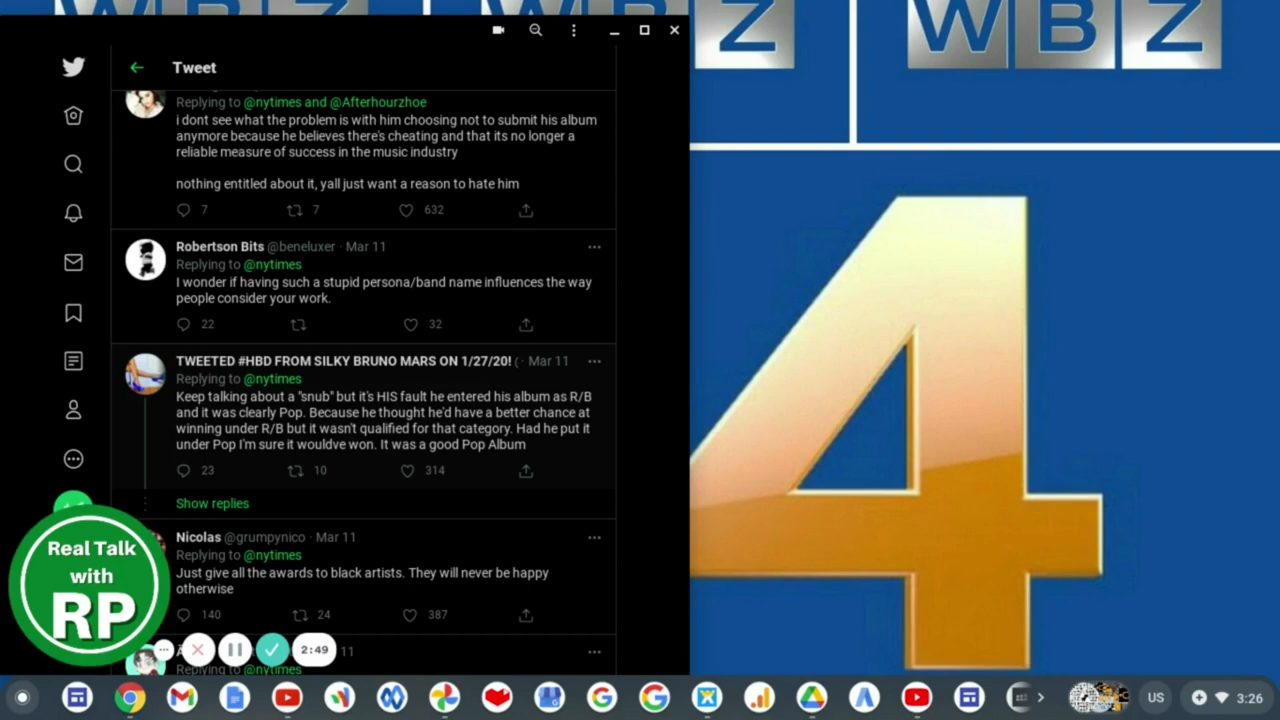 WBZ
WBZ
Z
WBZ
Tweet
Replying to @nytimes and @Afterhourzhoe
i dont see what the problem is with him choosing not to submit his album
anymore because he believes there's cheating and that its no longer a
reliable measure of success in the music industry
nothing entitled about it, yall just want a reason to hate him
7 7 632
Robertson Bits @beneluxer · Mar 11
Replying to @nytimes
I wonder if having such a stupid persona/band name influences the way
people consider your work.
22 32
TWEETED #HBD FROM SILKY BRUNO MARS ON 1/27/20! ( · Mar 11
Replying to @nytimes
Keep talking about a "snub" but it's HIS fault he entered his album as R/B
and it was clearly Pop. Because he thought he'd have a better chance at
winning under R/B but it wasn't qualified for that category. Had he put it
under Pop I'm sure it wouldve won. It was a good Pop Album
23 10 314
Show replies
Nicolas @grumpynico · Mar 11
Replying to @nytimes
Just give all the awards to black artists. They will never be happy
otherwise
140 24 387
11
Replying to @nytimes
Real Talk
with
RP
2:49
4
US 3:26